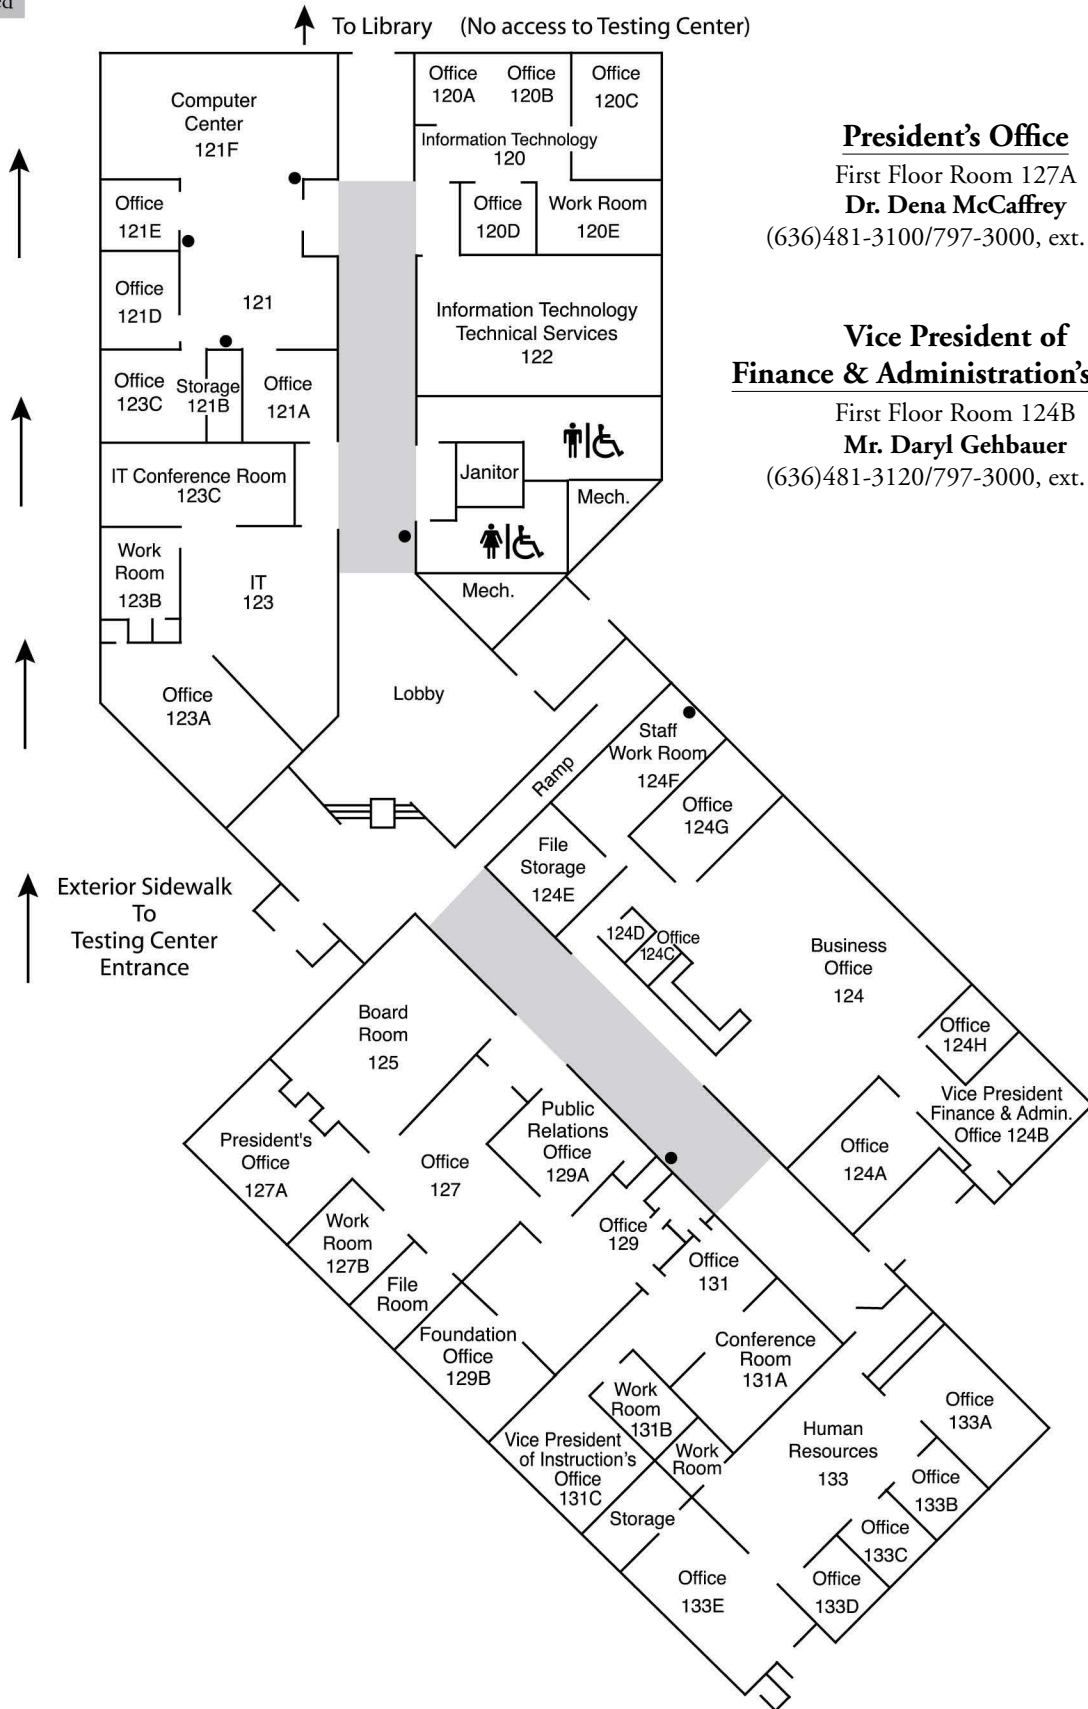 To Library (No access to Testing Center)
Computer
Center
121F
Office
120A
Office
120B
Office
120C
Information Technology
120
Office
121E
Office
120D
Work Room
120E
Office
121D
121
Information Technology
Technical Services
122
Office
123C
Storage
121B
Office
121A
IT Conference Room
123C
Janitor
Mech.
Work
Room
123B
IT
123
Mech.
Office
123A
Lobby
Ramp
Staff
Work Room
124F
Office
124G
File
Storage
124E
Exterior Sidewalk
To
Testing Center
Entrance
124D
Office
124C
Business
Office
124
Board
Room
125
Office
124H
Vice President
Finance & Admin.
Office 124B
Office
124A
President's
Office
127A
Office
127
Public
Relations
Office
129A
Work
Room
127B
Office
129
Office
131
File
Room
Foundation
Office
129B
Conference
Room
131A
Work
Room
131B
Vice President
of Instruction's
Office
131C
Work
Room
Storage
Human
Resources
133
Office
133A
Office
133B
Office
133C
Office
133D
Office
133E
President’s Office
First Floor Room 127A
Dr. Dena McCaffrey
(636)481-3100/797-3000, ext.
Vice President of
Finance & Administration’s
First Floor Room 124B
Mr. Daryl Gehbauer
(636)481-3120/797-3000, ext.